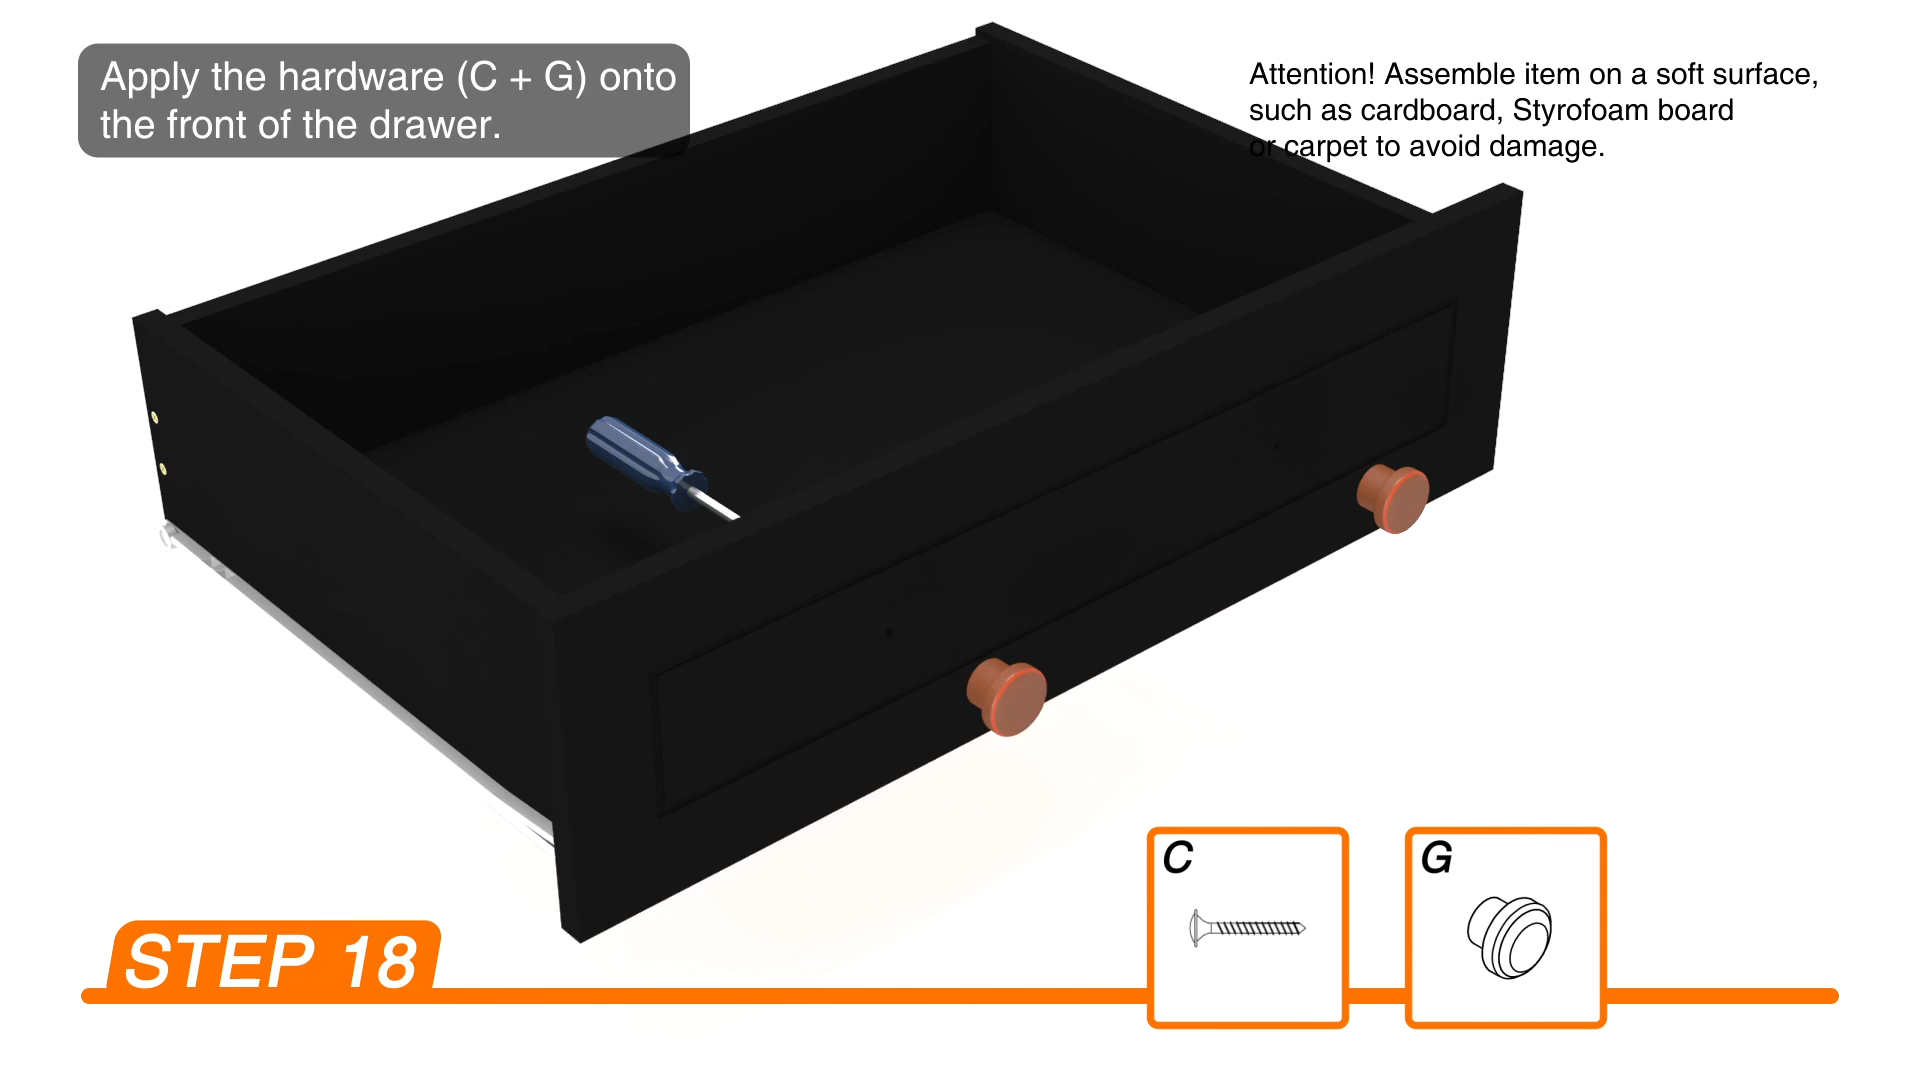 Apply the hardware (C + G) onto
the front of the drawer.
Attention! Assemble item on a soft surface,
such as cardboard, Styrofoam board
or carpet to avoid damage.
C
G
STEP 18